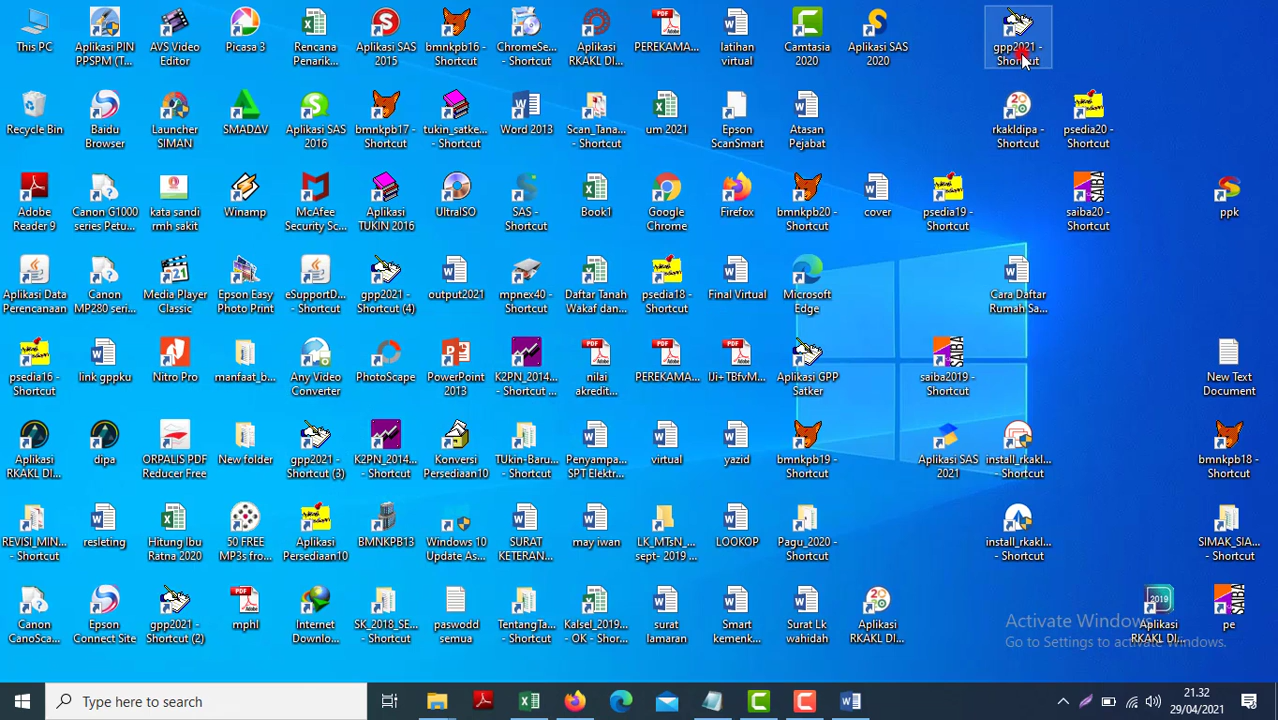 This PC
Aplikasi PIN
PPSPM (T...
AVS Video
Editor
Picasa 3
Rencana
Penarik...
Aplikasi SAS
2015
bmnkpb16 -
Shortcut
ChromeSe...
- Shortcut
Aplikasi
RKAKL DI...
PEREKAMA...
latihan
virtual
Camtasia
2020
Aplikasi SAS
2020
gpp2021 -
Shortcut
Recycle Bin
Baidu
Browser
Launcher
SIMAN
SMADΔV
Aplikasi SAS
2016
bmnkpb17 -
Shortcut
tukin_satke...
- Shortcut
Word 2013
Scan_Tana...
- Shortcut
um 2021
Epson
ScanSmart
Atasan
Pejabat
rkakldipa -
Shortcut
psedia20 -
Shortcut
Adobe
Reader 9
Canon G1000
series Petu...
kata sandi
rmh sakit
Winamp
McAfee
Security Sc...
Aplikasi
TUKIN 2016
UltraISO
SAS -
Shortcut
Book1
Google
Chrome
Firefox
bmnkpb20 -
Shortcut
cover
psedia19 -
Shortcut
saiba20 -
Shortcut
ppk
Aplikasi Data
Perencanaan
Canon
MP280 seri...
Media Player
Classic
Epson Easy
Photo Print
eSupportD...
- Shortcut
gpp2021 -
Shortcut (4)
output2021
mpnex40 -
Shortcut
Daftar Tanah
Wakaf dan...
psedia18 -
Shortcut
Final Virtual
Microsoft
Edge
Cara Daftar
Rumah Sa...
psedia16 -
Shortcut
link gppku
Nitro Pro
manfaat_b...
Any Video
Converter
PhotoScape
PowerPoint
2013
K2PN_2014...
- Shortcut ...
nilai
akredit...
PEREKAMA...
IJi+TBfvM...
Aplikasi GPP
Satker
saiba2019 -
Shortcut
SAIBA
New Text
Document
Aplikasi
RKAKL DI...
dipa
ORPALIS PDF
Reducer Free
New folder
gpp2021 -
Shortcut (3)
K2PN_2014...
- Shortcut
Konversi
Persediaan10
TUkin-Baru...
- Shortcut
Penyampa...
SPT Elektr...
virtual
yazid
bmnkpb19 -
Shortcut
Aplikasi SAS
2021
install_rkakl...
- Shortcut
bmnkpb18 -
Shortcut
REVISI_MIN...
- Shortcut
resleting
Hitung Ibu
Ratna 2020
50 FREE
MP3s fro...
Aplikasi
Persediaan10
BMNKPB13
Windows 10
Update As...
SURAT
KETERAN...
may iwan
LK_MTsN_...
sept- 2019 ...
LOOKOP
Pagu_2020 -
Shortcut
install_rkakl...
- Shortcut
SIMAK_SIA...
- Shortcut
Canon
CanoSca...
Epson
Connect Site
gpp2021 -
Shortcut (2)
mphl
Internet
Downlo...
SK_2018_SE...
- Shortcut
paswodd
semua
TentangTa...
- Shortcut
Kalsel_2019...
- OK - Shor...
surat
lamaran
Smart
kemenk...
Surat Lk
wahidah
Aplikasi
RKAKL DI...
2019
Aplikasi
RKAKL DI...
pe
Activate Windows
Go to Settings to activate Windows.
Type here to search
21.32
29/04/2021